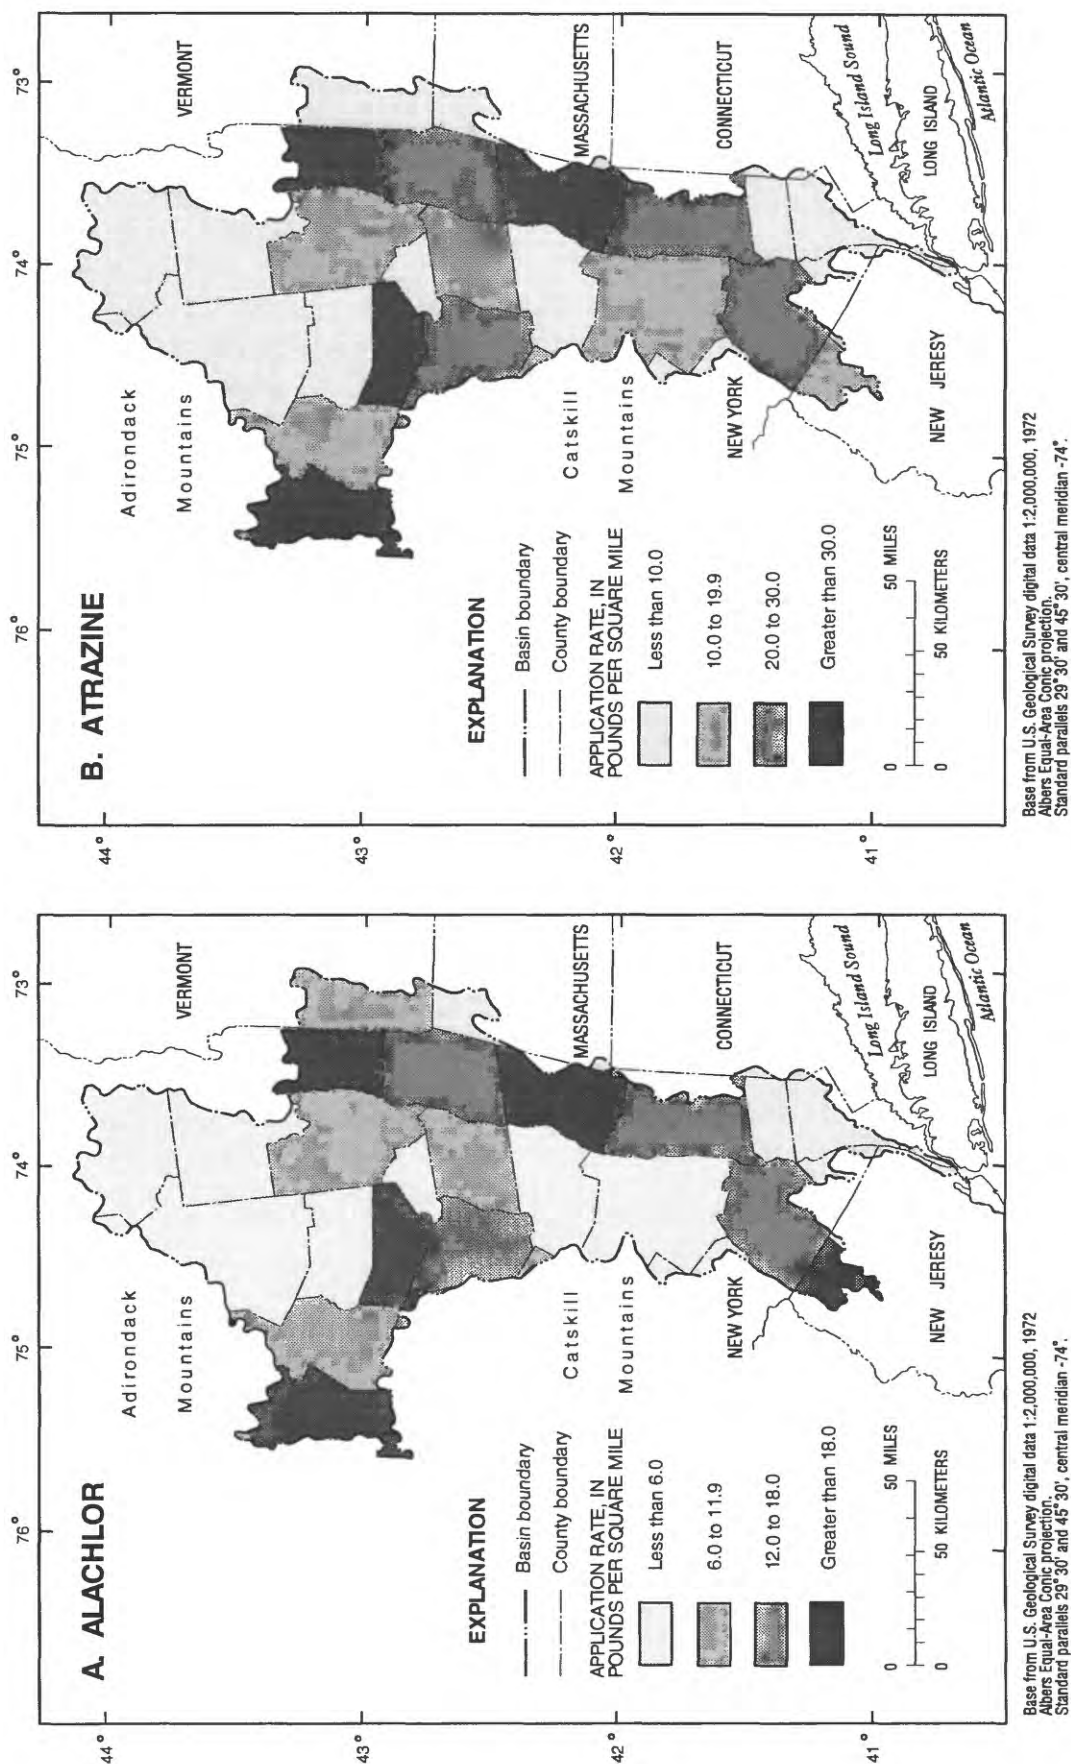 A. ALACHLOR
76°
75°
74°
73°
44°
43°
42°
41°
Adirondack
Mountains
VERMONT
EXPLANATION
Basin boundary
County boundary
APPLICATION RATE, IN
POUNDS PER SQUARE MILE
Less than 6.0
6.0 to 11.9
12.0 to 18.0
Greater than 18.0
0 50 MILES
0 50 KILOMETERS
Catskill
Mountains
MASSACHUSETTS
CONNECTICUT
NEW YORK
NEW JERESY
Long Island Sound
LONG ISLAND
Atlantic Ocean
Base from U.S. Geological Survey digital data 1:2,000,000, 1972
Albers Equal-Area Conic projection.
Standard parallels 29°30' and 45°30', central meridian -74°.
B. ATRAZINE
76°
75°
74°
73°
44°
43°
42°
41°
Adirondack
Mountains
VERMONT
EXPLANATION
Basin boundary
County boundary
APPLICATION RATE, IN
POUNDS PER SQUARE MILE
Less than 10.0
10.0 to 19.9
20.0 to 30.0
Greater than 30.0
0 50 MILES
0 50 KILOMETERS
Catskill
Mountains
MASSACHUSETTS
CONNECTICUT
NEW YORK
NEW JERESY
Long Island Sound
LONG ISLAND
Atlantic Ocean
Base from U.S. Geological Survey digital data 1:2,000,000, 1972
Albers Equal-Area Conic projection.
Standard parallels 29°30' and 45°30', central meridian -74°.